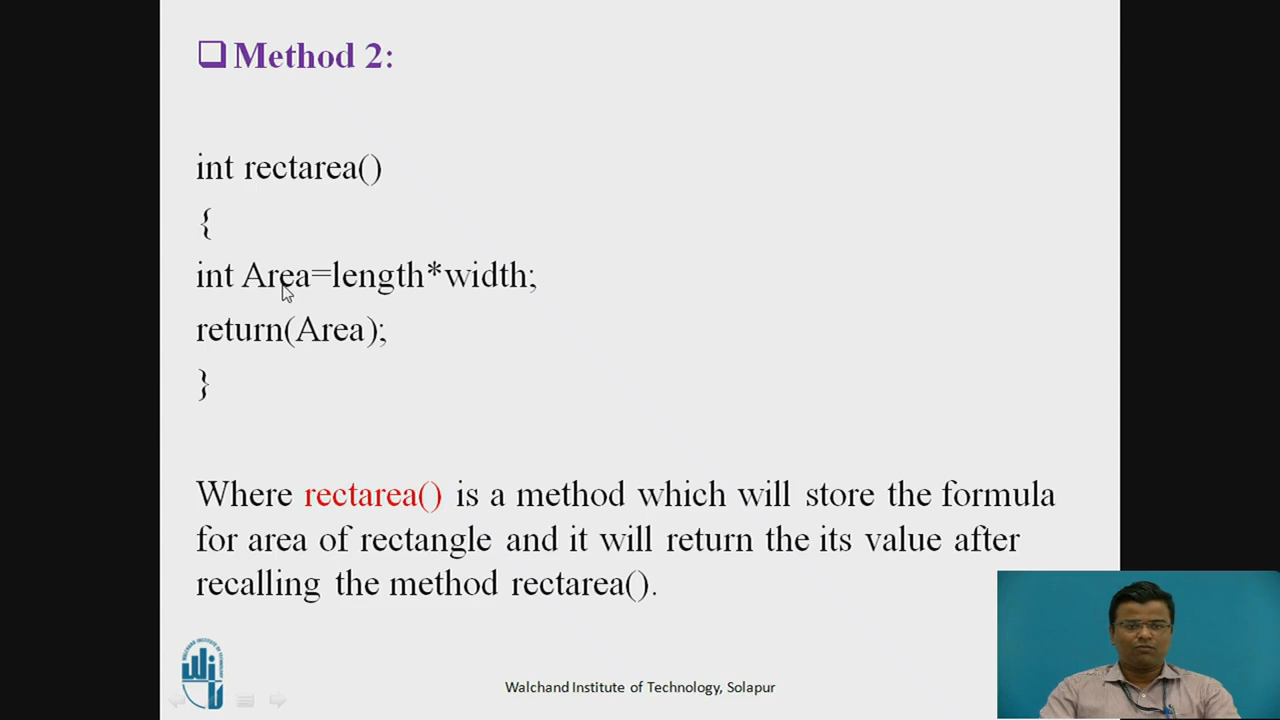 Method 2:
int rectarea()
{
int Area=length*width;
return(Area);
}
Where rectarea() is a method which will store the formula
for area of rectangle and it will return the its value after
recalling the method rectarea().
Walchand Institute of Technology, Solapur